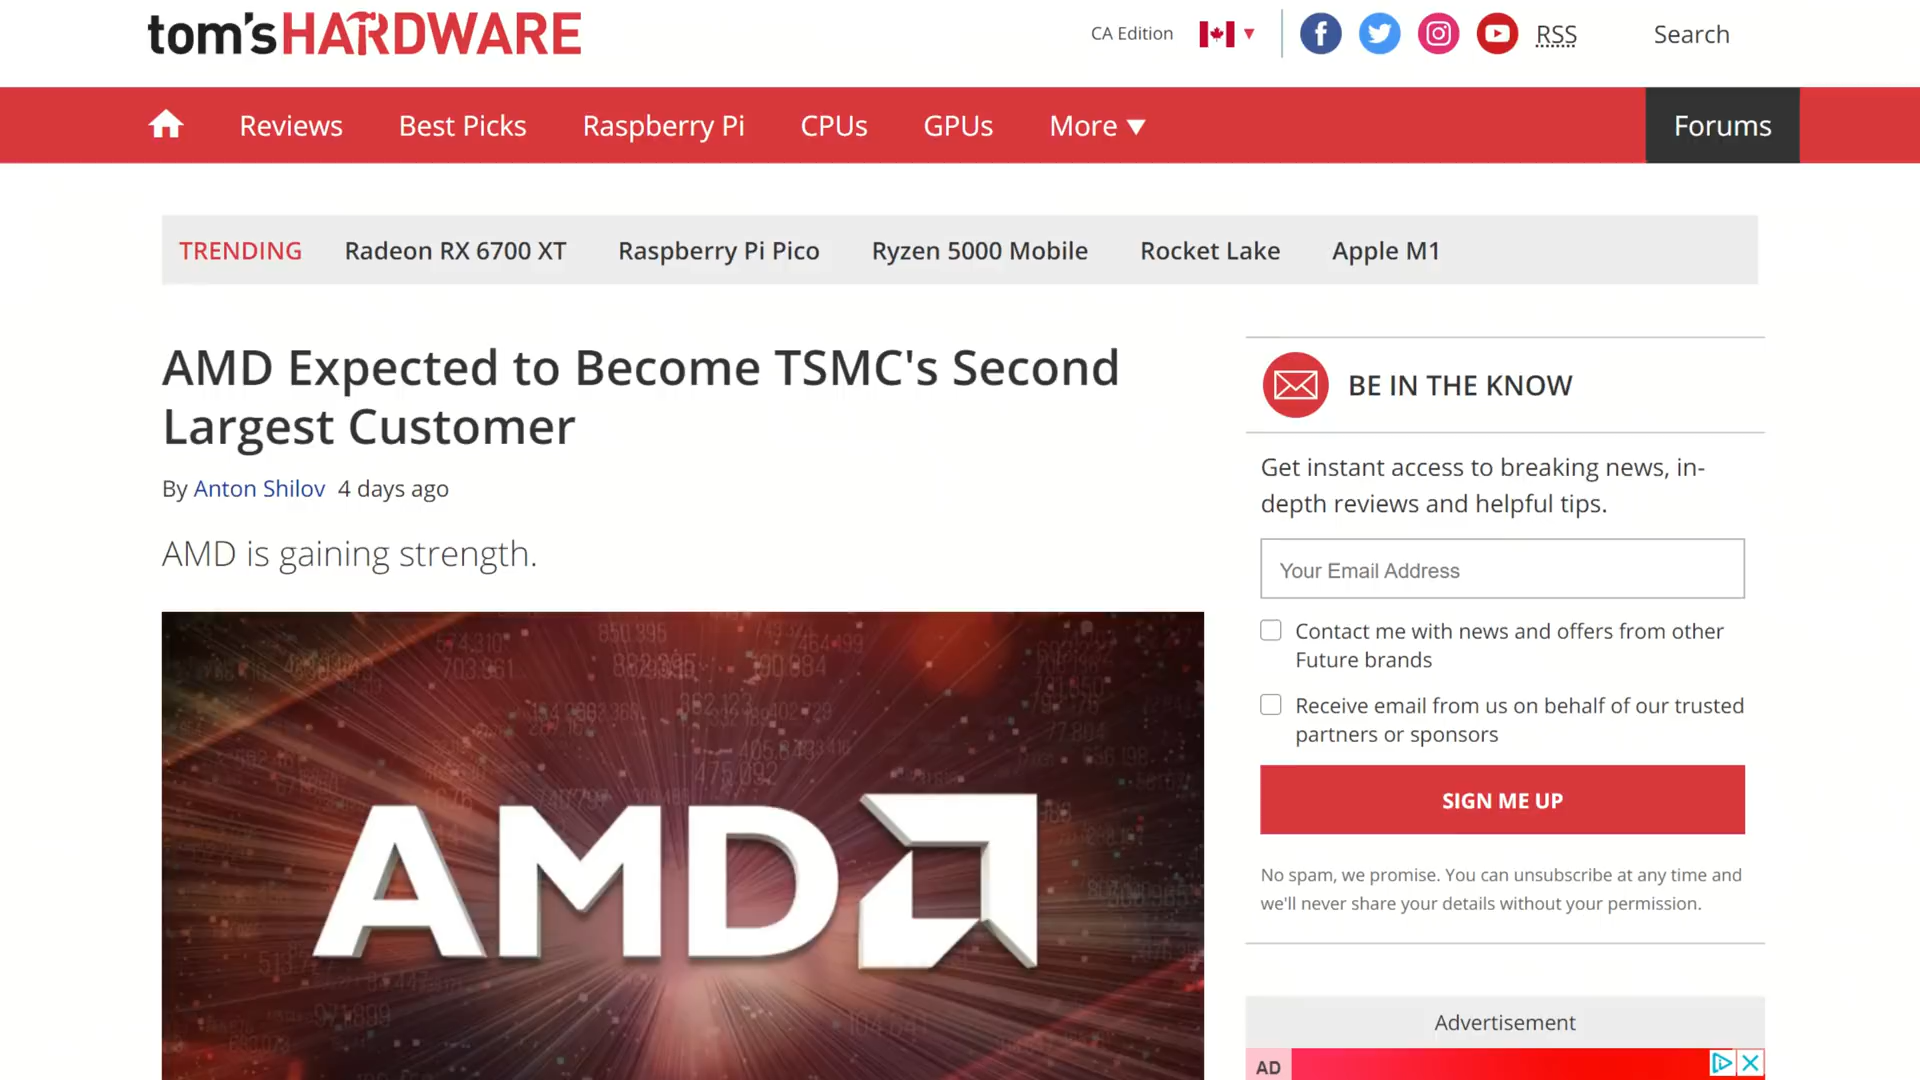 tom'sHARDWARE
CA Edition
RSS
Search
Reviews
Best Picks
Raspberry Pi
CPUs
GPUs
More
Forums
TRENDING
Radeon RX 6700 XT
Raspberry Pi Pico
Ryzen 5000 Mobile
Rocket Lake
Apple M1
AMD Expected to Become TSMC's Second
Largest Customer
By Anton Shilov 4 days ago
AMD is gaining strength.
AMD
BE IN THE KNOW
Get instant access to breaking news, in-
depth reviews and helpful tips.
Your Email Address
Contact me with news and offers from other
Future brands
Receive email from us on behalf of our trusted
partners or sponsors
SIGN ME UP
No spam, we promise. You can unsubscribe at any time and
we'll never share your details without your permission.
Advertisement
AD